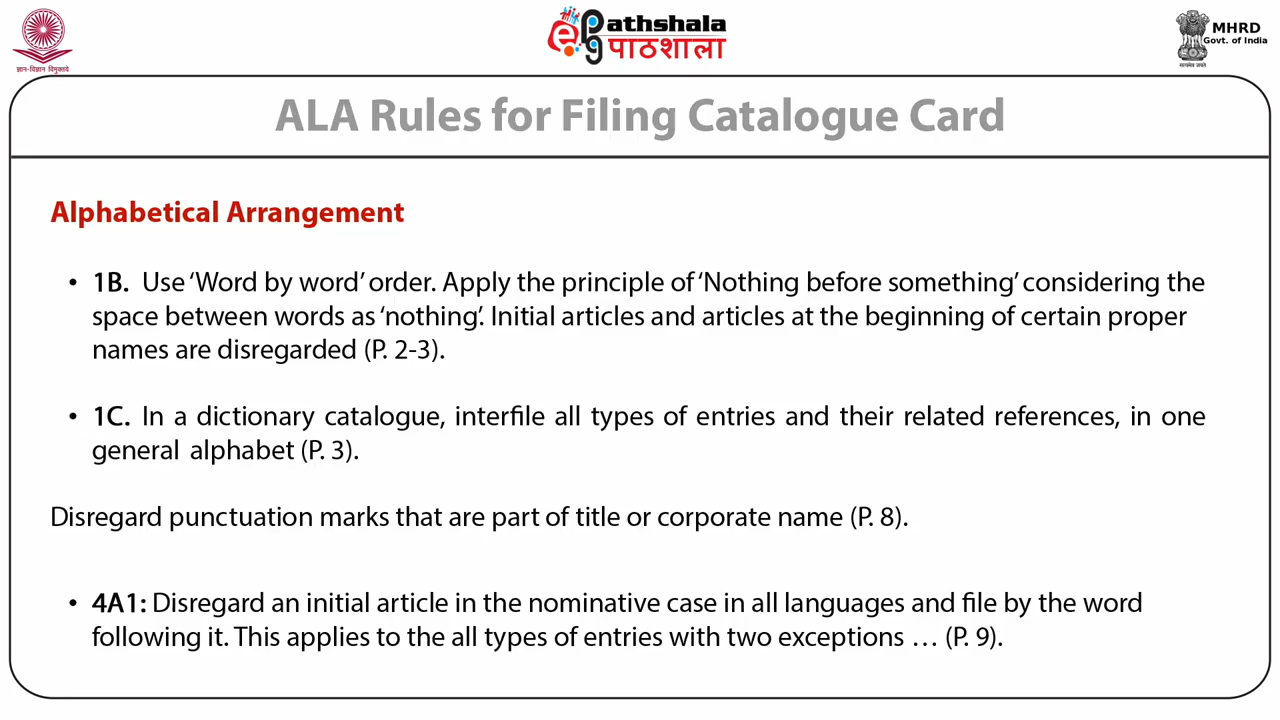 ज्ञान-विज्ञान विमुक्तये
ePgathshala
पाठशाला
MHRD
Govt. of India
सत्यमेव जयते
ALA Rules for Filing Catalogue Card
Alphabetical Arrangement
• 1B. Use ‘Word by word’ order. Apply the principle of ‘Nothing before something’ considering the
space between words as ‘nothing’. Initial articles and articles at the beginning of certain proper
names are disregarded (P. 2-3).
• 1C. In a dictionary catalogue, interfile all types of entries and their related references, in one
general alphabet (P. 3).
Disregard punctuation marks that are part of title or corporate name (P. 8).
• 4A1: Disregard an initial article in the nominative case in all languages and file by the word
following it. This applies to the all types of entries with two exceptions … (P. 9).